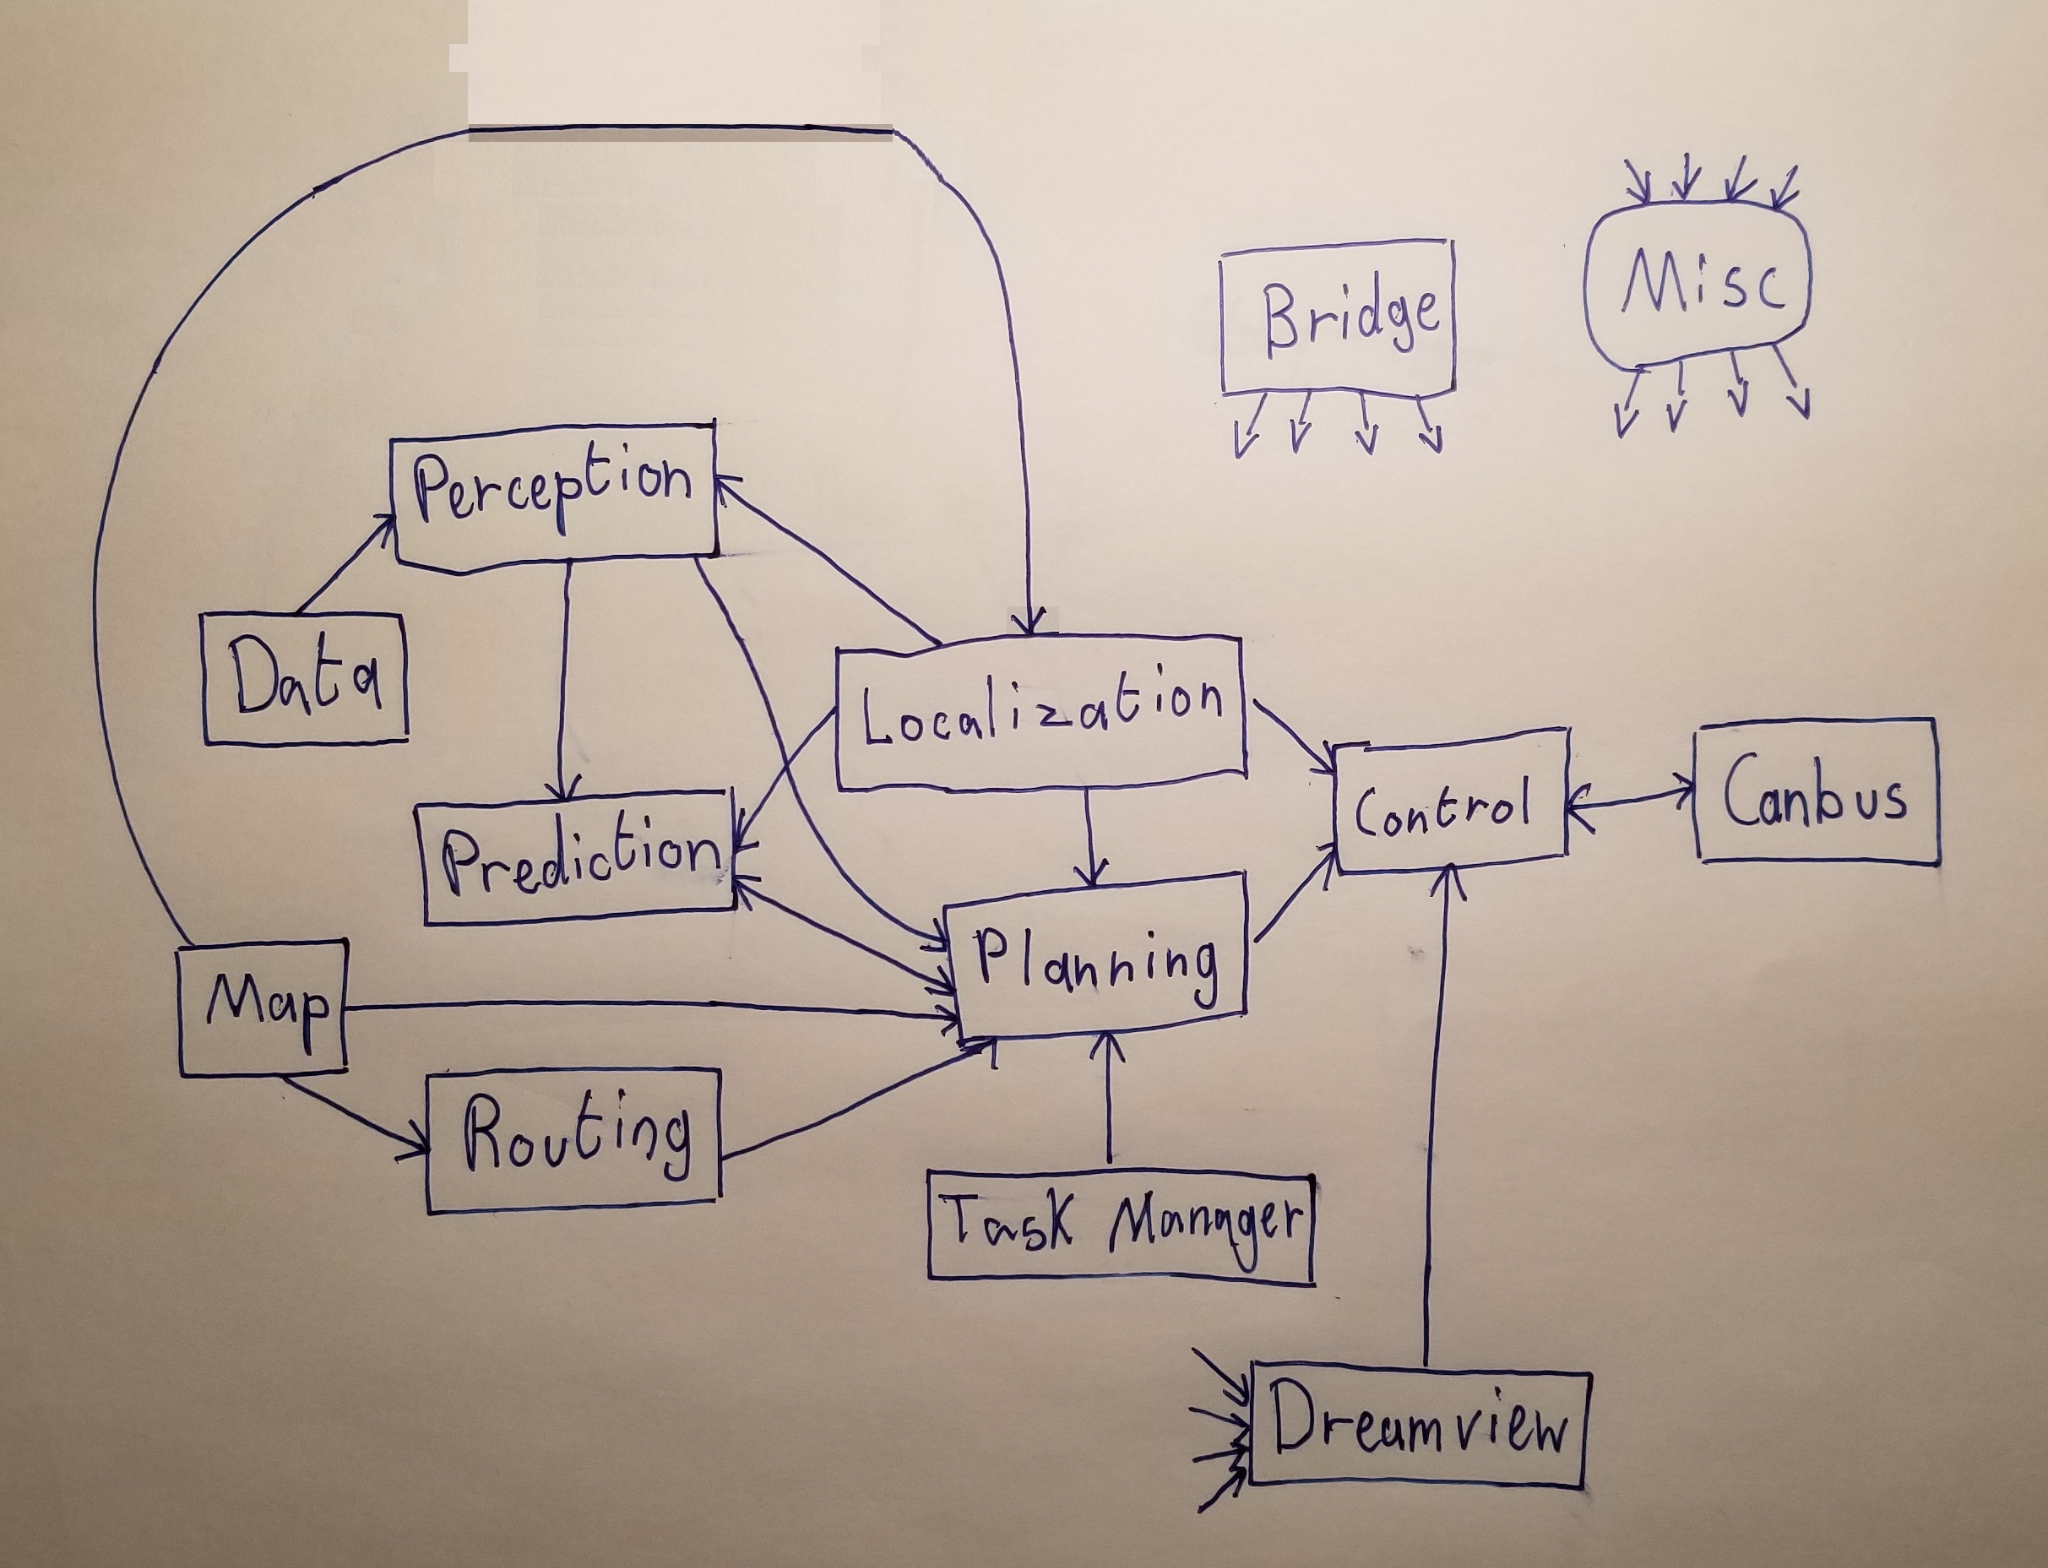 Misc
Bridge
Perception
Data
Localization
Control
Canbus
Prediction
Planning
Map
Routing
Task Manager
Dreamview